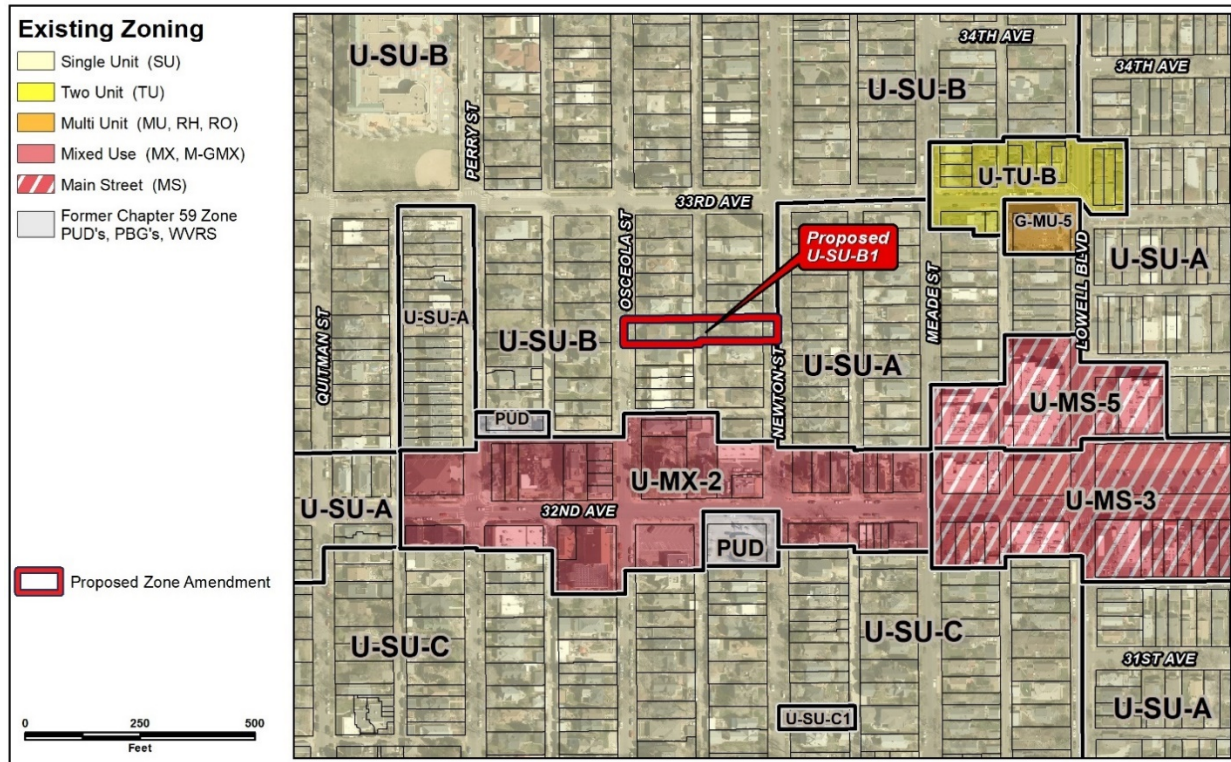 Existing Zoning
Single Unit (SU)
Two Unit (TU)
Multi Unit (MU, RH, RO)
Mixed Use (MX, M-GMX)
Main Street (MS)
Former Chapter 59 Zone
PUD's, PBG's, WVRS
Proposed Zone Amendment
0 250 500
Feet
34TH AVE
34TH AVE
U-SU-B
U-SU-B
PERRY ST
U-TU-B
33RD AVE
G-MU-5
OSCEOLA ST
Proposed
U-SU-B1
U-SU-A
LOWELL BLVD
MEADE ST
QUITMAN ST
U-SU-A
U-SU-B
NEWTON ST
U-SU-A
PUD
U-MS-5
U-SU-A
U-MX-2
U-MS-3
32ND AVE
PUD
U-SU-C
U-SU-C
31ST AVE
U-SU-C1
U-SU-A